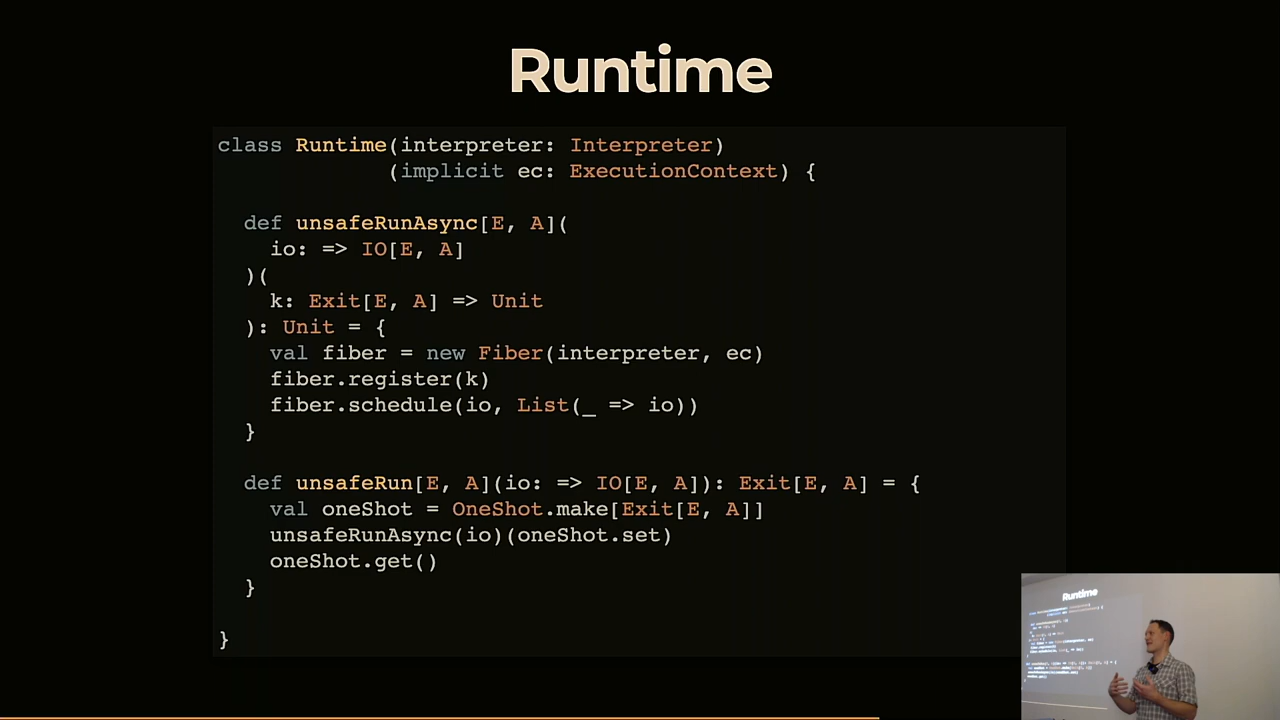 Runtime
class Runtime(interpreter: Interpreter)
(implicit ec: ExecutionContext) {
def unsafeRunAsync[E, A](
io: => IO[E, A]
)(
k: Exit[E, A] => Unit
): Unit = {
val fiber = new Fiber(interpreter, ec)
fiber.register(k)
fiber.schedule(io, List(_ => io))
}
def unsafeRun[E, A](io: => IO[E, A]): Exit[E, A] = {
val oneShot = OneShot.make[Exit[E, A]]
unsafeRunAsync(io)(oneShot.set)
oneShot.get()
}
}
Runtime